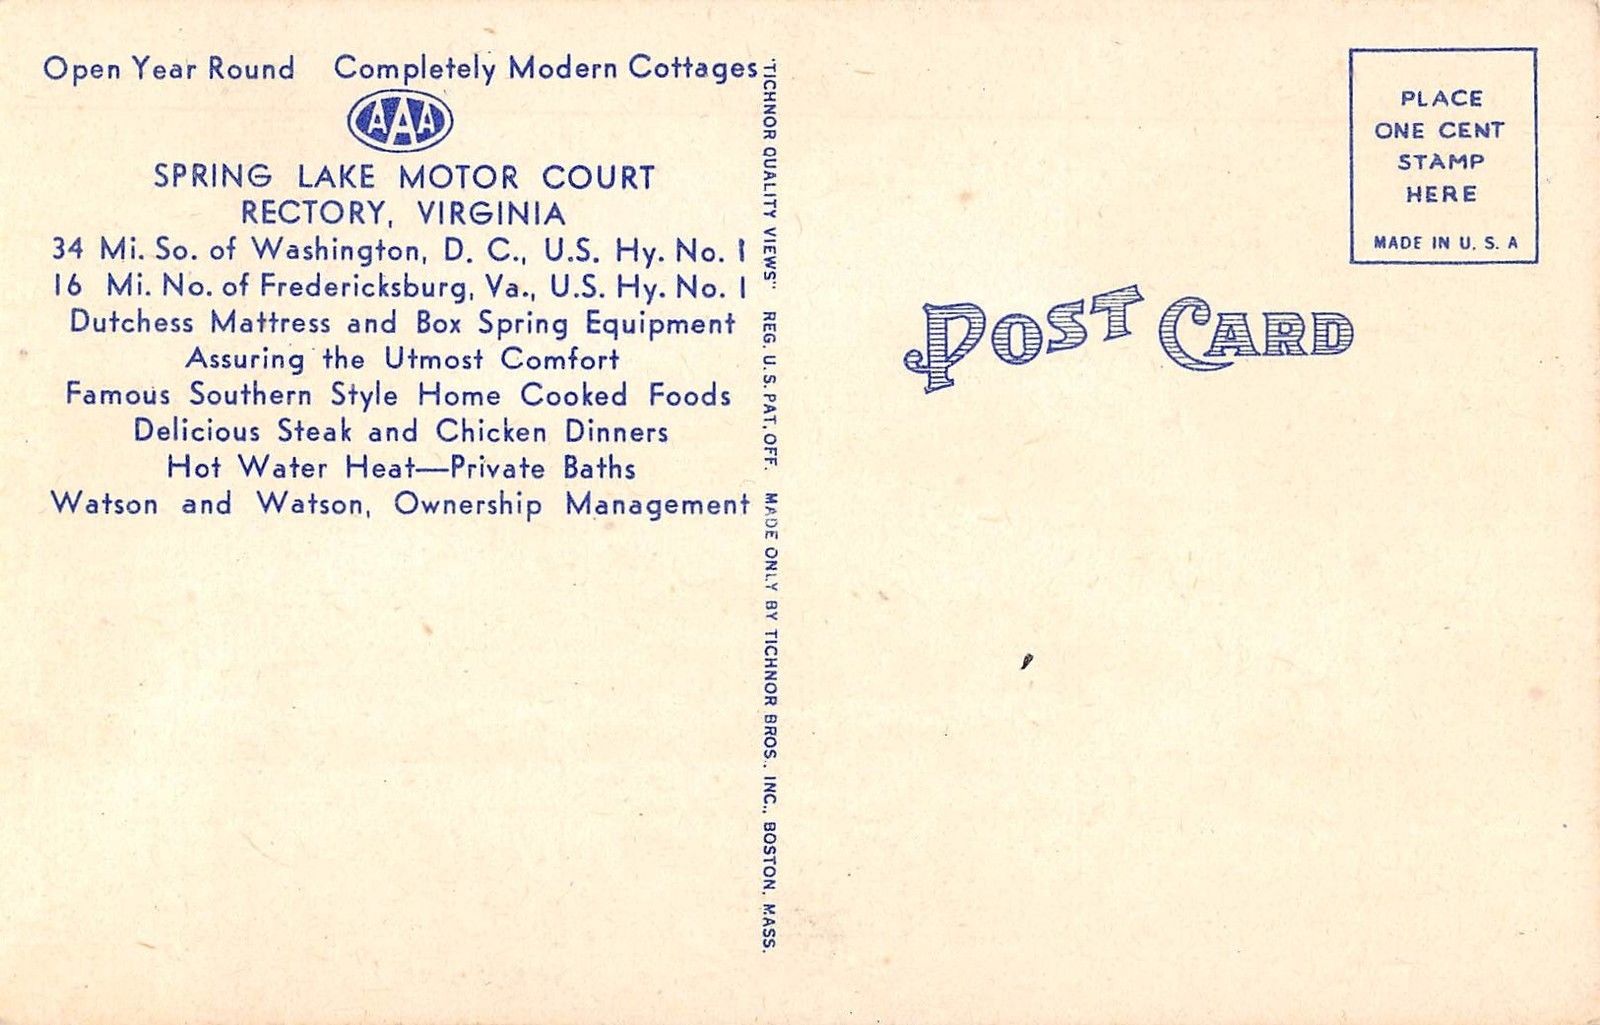 Open Year Round Completely Modern Cottages
AAA
SPRING LAKE MOTOR COURT
RECTORY, VIRGINIA
34 Mi. So. of Washington, D. C., U.S. Hy. No. 1
16 Mi. No. of Fredericksburg, Va., U.S. Hy. No. 1
Dutchess Mattress and Box Spring Equipment
Assuring the Utmost Comfort
Famous Southern Style Home Cooked Foods
Delicious Steak and Chicken Dinners
Hot Water Heat—Private Baths
Watson and Watson, Ownership Management
"TICHNOR QUALITY VIEWS" REG. U.S. PAT. OFF. MADE ONLY BY TICHNOR BROS., INC., BOSTON, MASS.
PLACE
ONE CENT
STAMP
HERE
MADE IN U. S. A
POST CARD